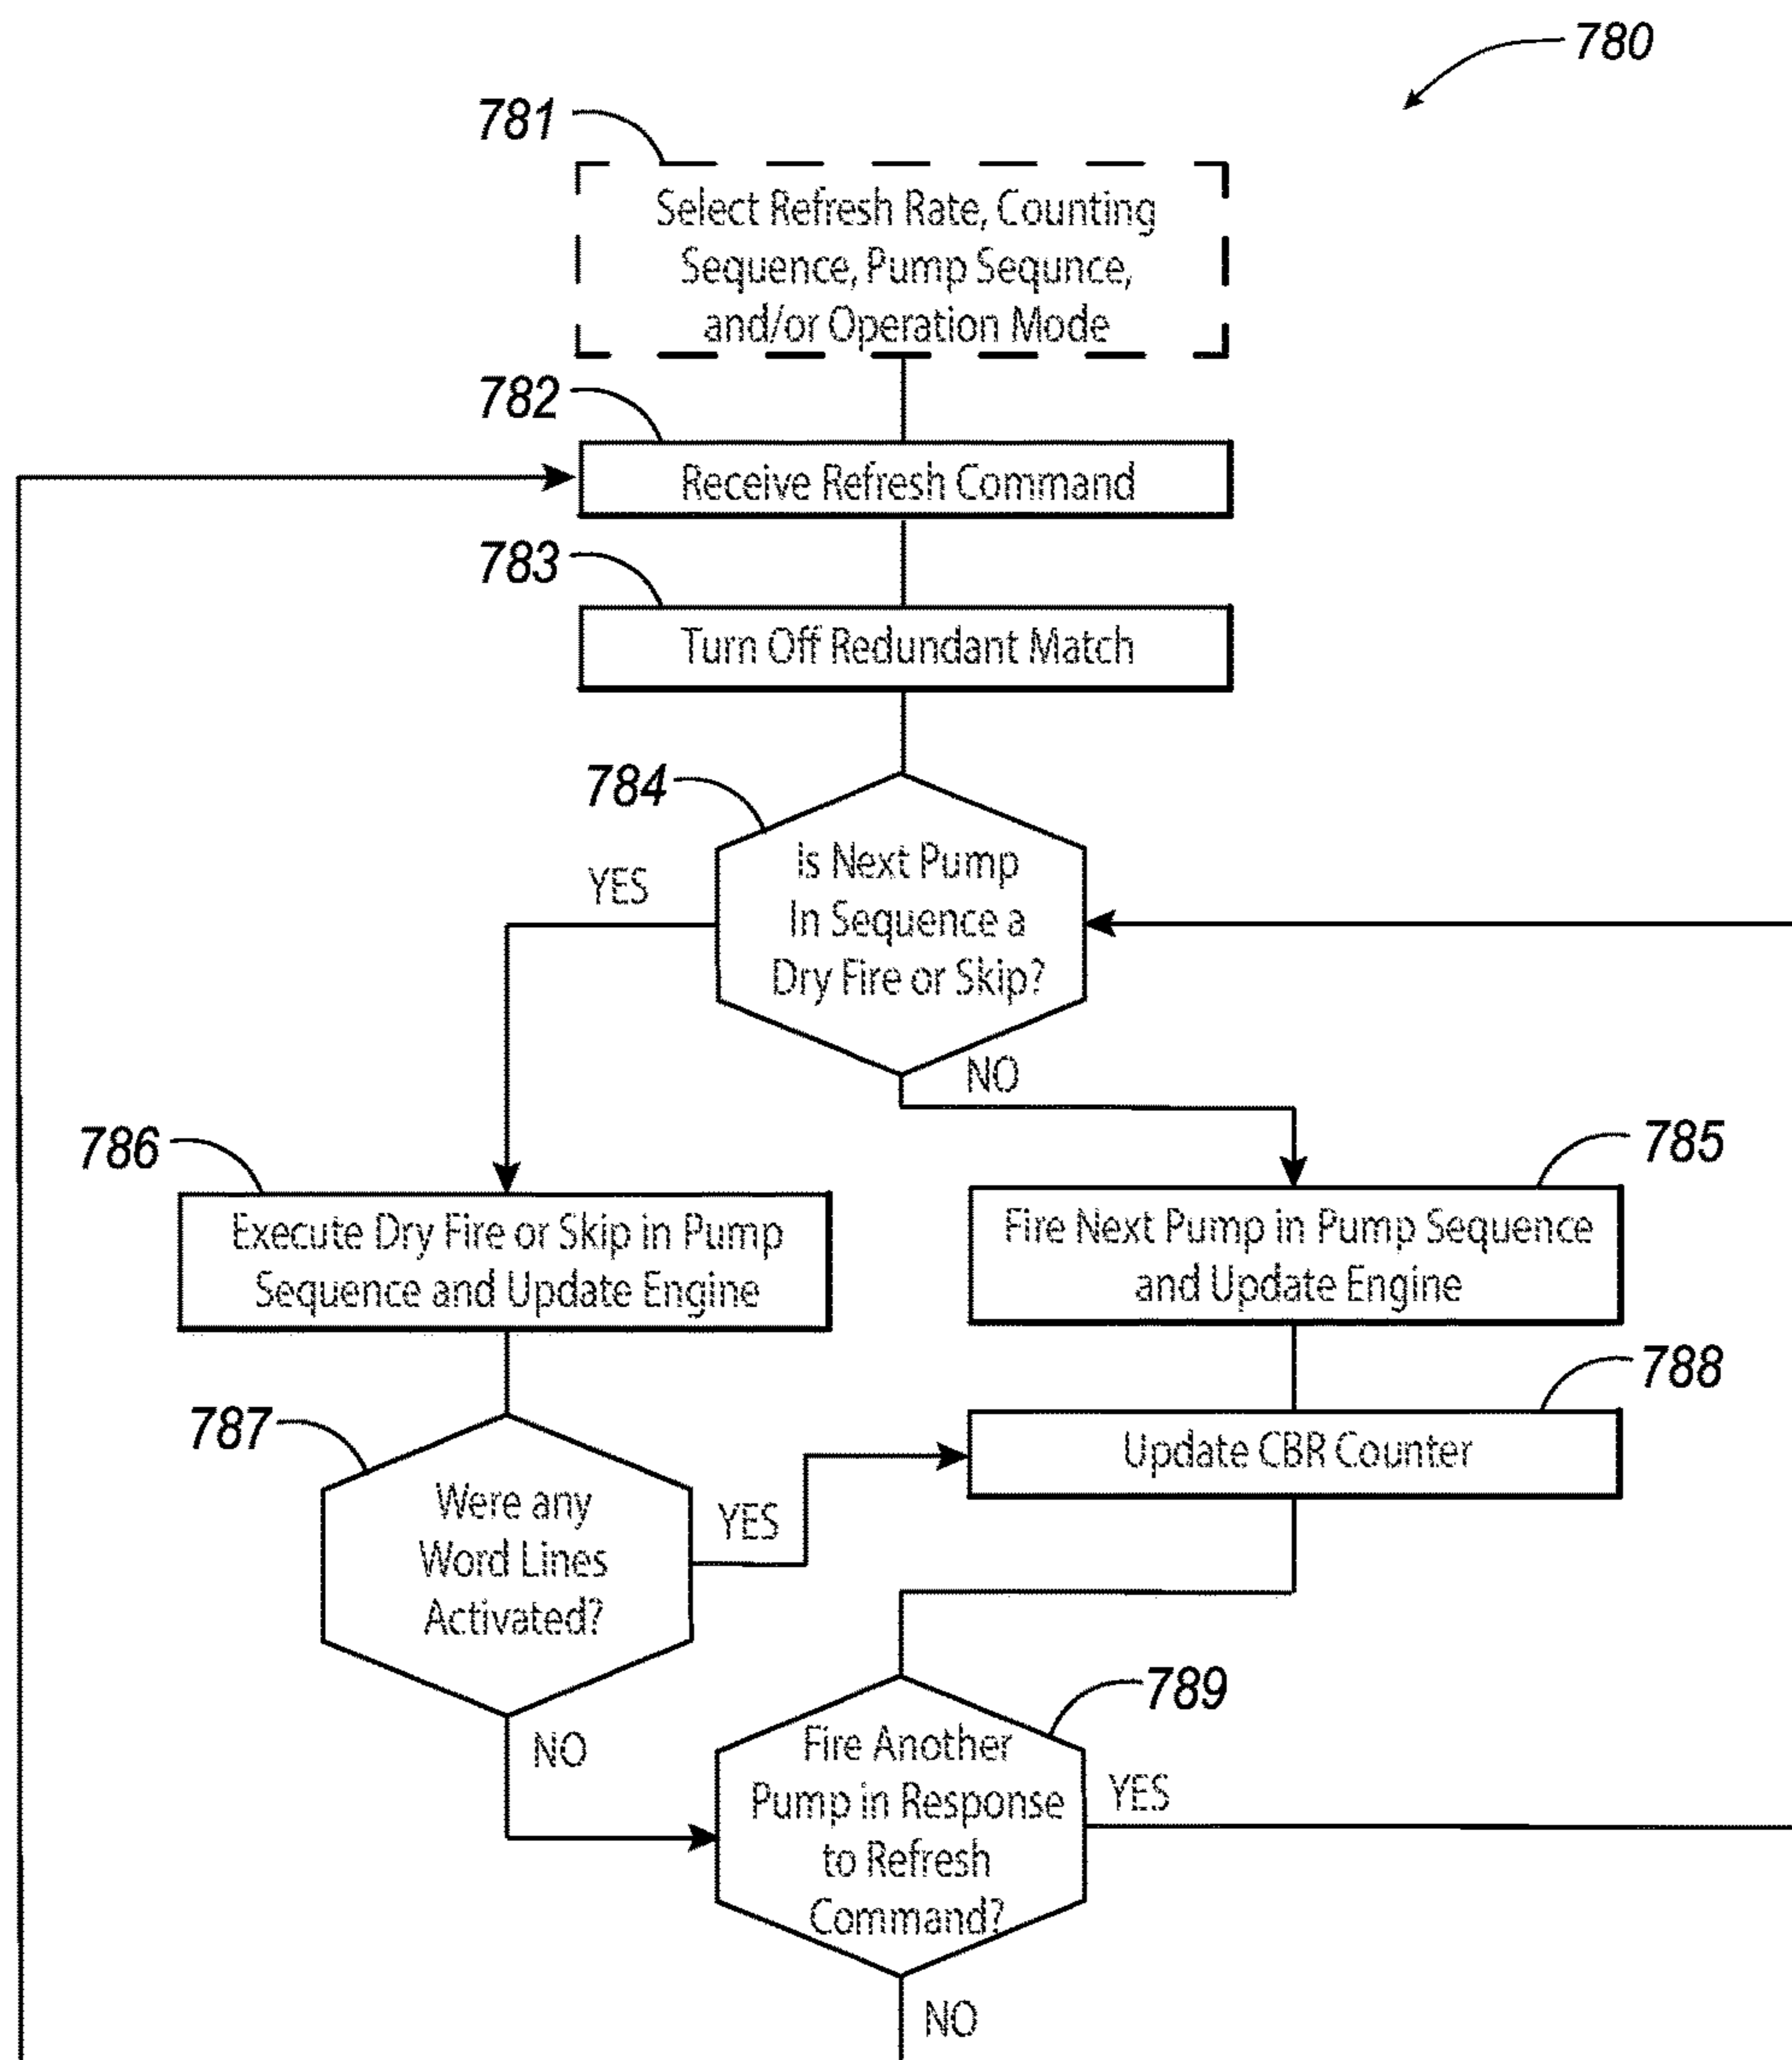 780
781
Select Refresh Rate, Counting
Sequence, Pump Sequnce,
and/or Operation Mode
782
Receive Refresh Command
783
Turn Off Redundant Match
784
Is Next Pump
In Sequence a
Dry Fire or Skip?
YES
NO
786
785
Execute Dry Fire or Skip in Pump
Sequence and Update Engine
Fire Next Pump in Pump Sequence
and Update Engine
787
788
Update CBR Counter
Were any
Word Lines
Activated?
YES
NO
789
Fire Another
Pump in Response
to Refresh
Command?
YES
NO